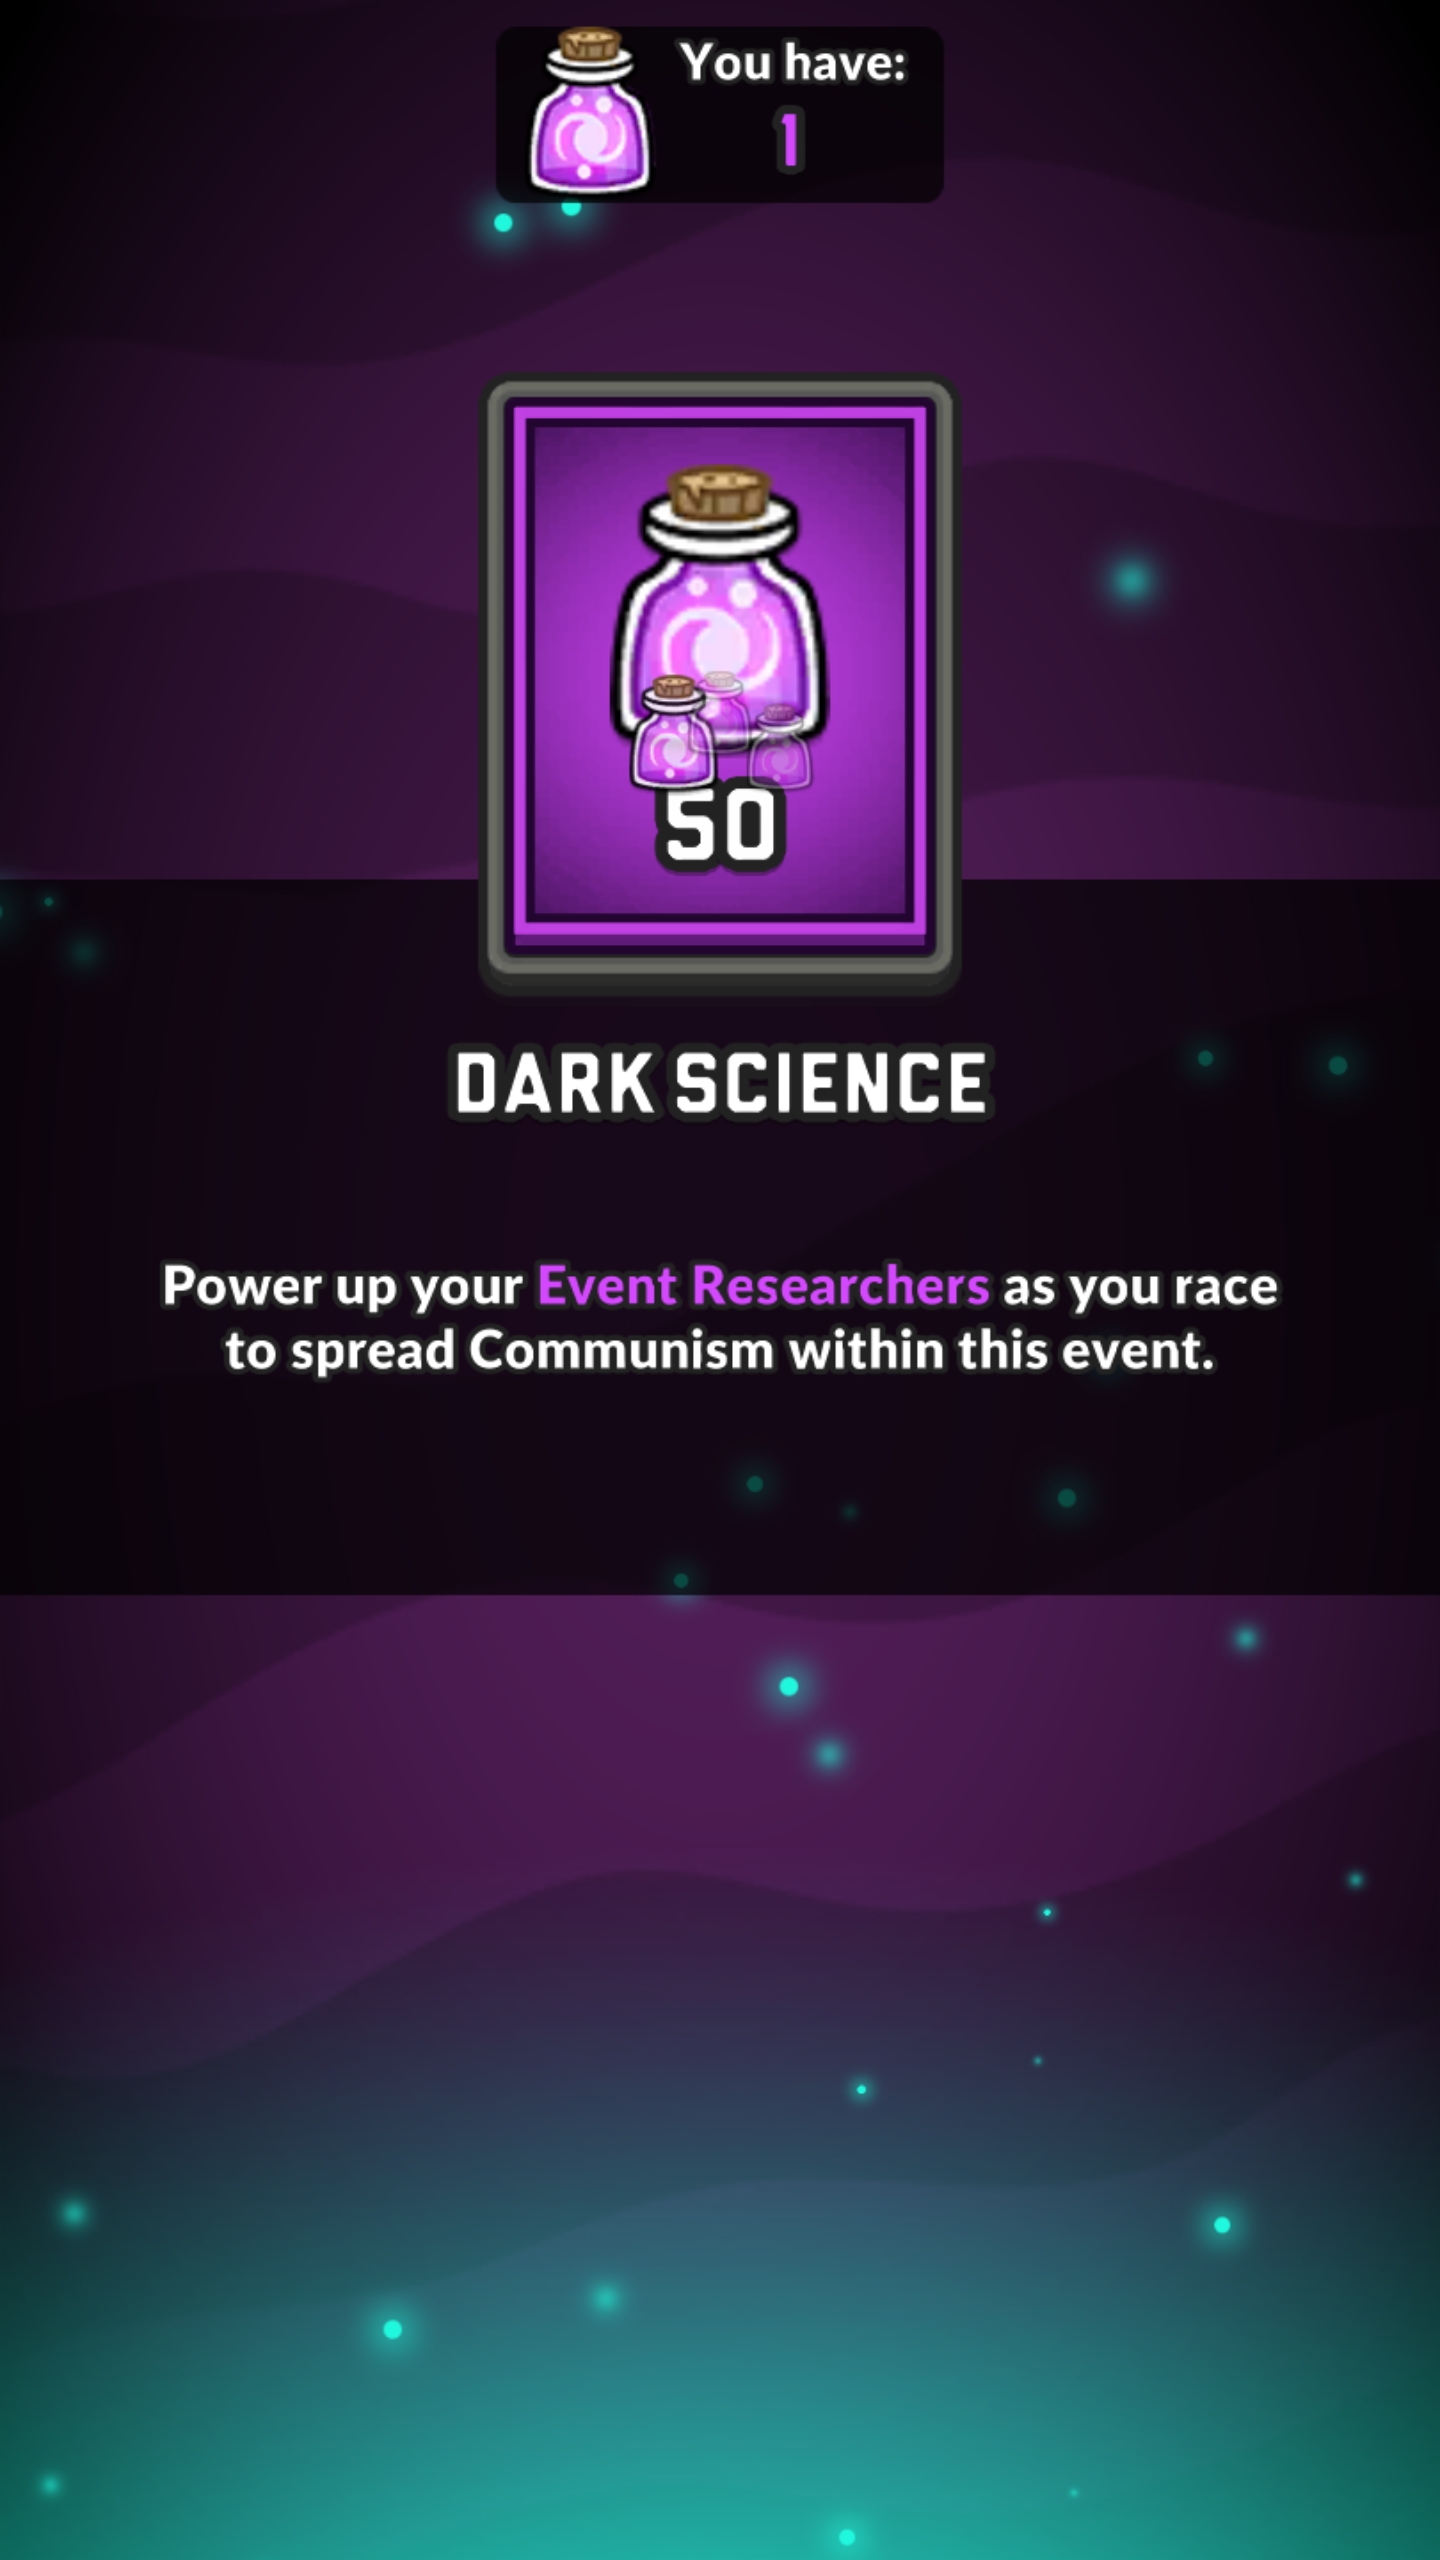 You have:
1
50
DARK SCIENCE
Power up your Event Researchers as you race
to spread Communism within this event.